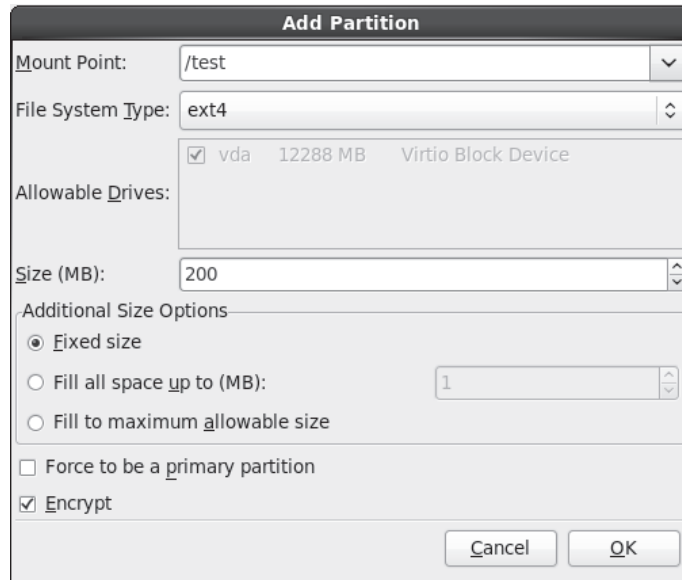 Add Partition
Mount Point: /test
File System Type: ext4
Allowable Drives: vda 12288 MB Virtio Block Device
Size (MB): 200
Additional Size Options
Fixed size
Fill all space up to (MB): 1
Fill to maximum allowable size
Force to be a primary partition
Encrypt
Cancel OK